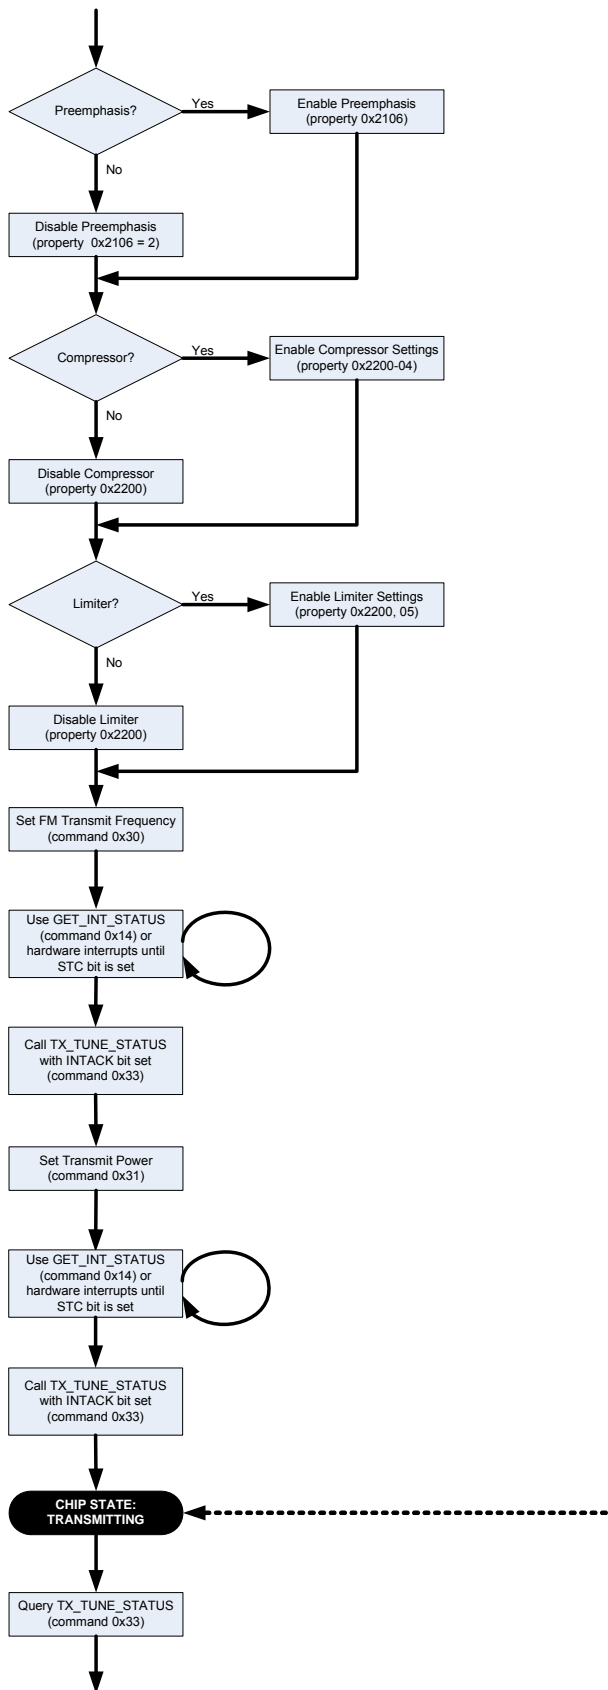 Preemphasis?
Yes
Enable Preemphasis
(property 0x2106)
No
Disable Preemphasis
(property 0x2106 = 2)
Compressor?
Yes
Enable Compressor Settings
(property 0x2200-04)
No
Disable Compressor
(property 0x2200)
Limiter?
Yes
Enable Limiter Settings
(property 0x2200, 05)
No
Disable Limiter
(property 0x2200)
Set FM Transmit Frequency
(command 0x30)
Use GET_INT_STATUS
(command 0x14) or
hardware interrupts until
STC bit is set
Call TX_TUNE_STATUS
with INTACK bit set
(command 0x33)
Set Transmit Power
(command 0x31)
Use GET_INT_STATUS
(command 0x14) or
hardware interrupts until
STC bit is set
Call TX_TUNE_STATUS
with INTACK bit set
(command 0x33)
CHIP STATE:
TRANSMITTING
Query TX_TUNE_STATUS
(command 0x33)